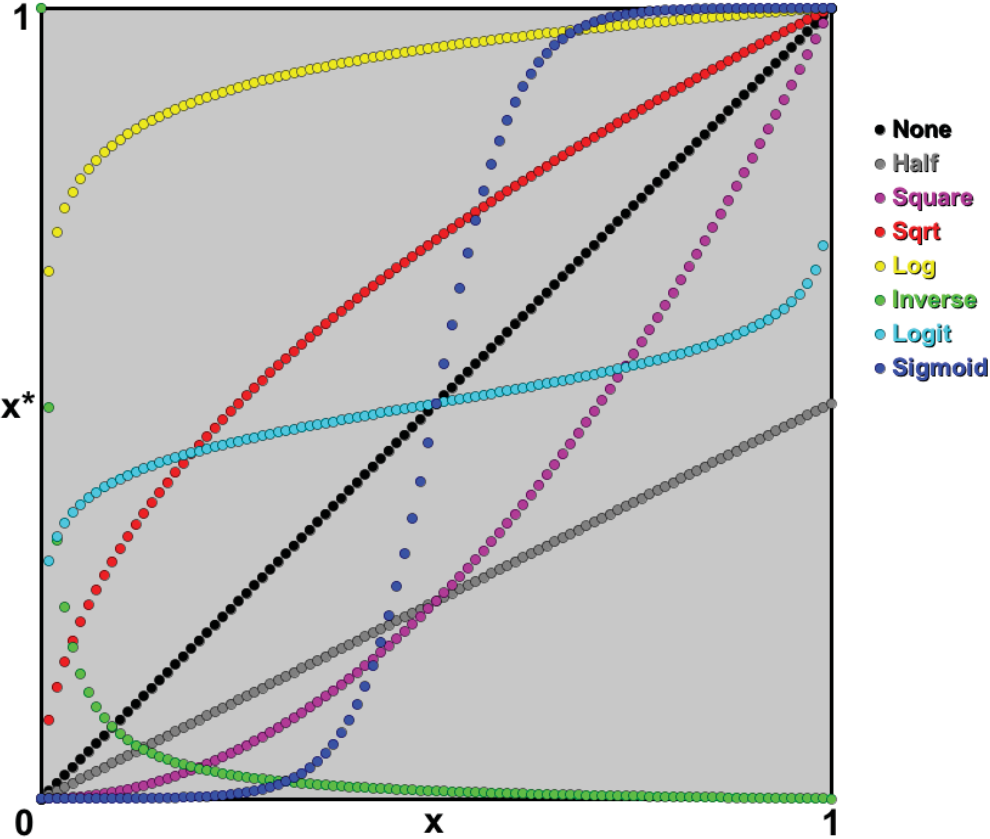 1
None
Half
Square
Sqrt
Log
Inverse
Logit
Sigmoid
x*
0
x
1